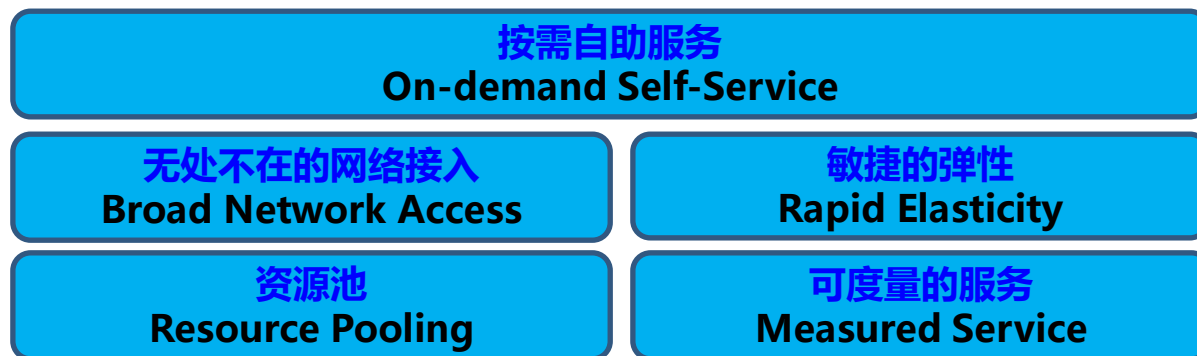 按需自助服务
On-demand Self-Service
无处不在的网络接入
Broad Network Access
敏捷的弹性
Rapid Elasticity
资源池
Resource Pooling
可度量的服务
Measured Service